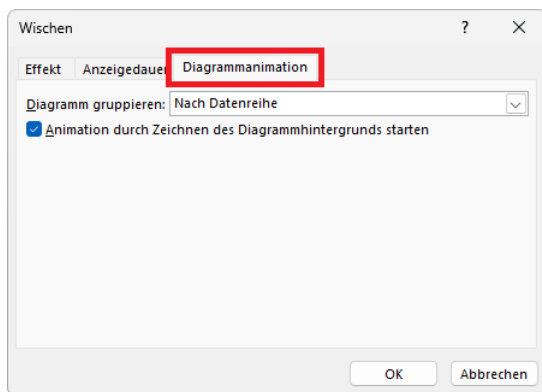 Wischen ?
Effekt Anzeigedauer Diagrammanimation
Diagramm gruppieren: Nach Datenreihe
Animation durch Zeichnen des Diagrammhintergrunds starten
OK Abbrechen